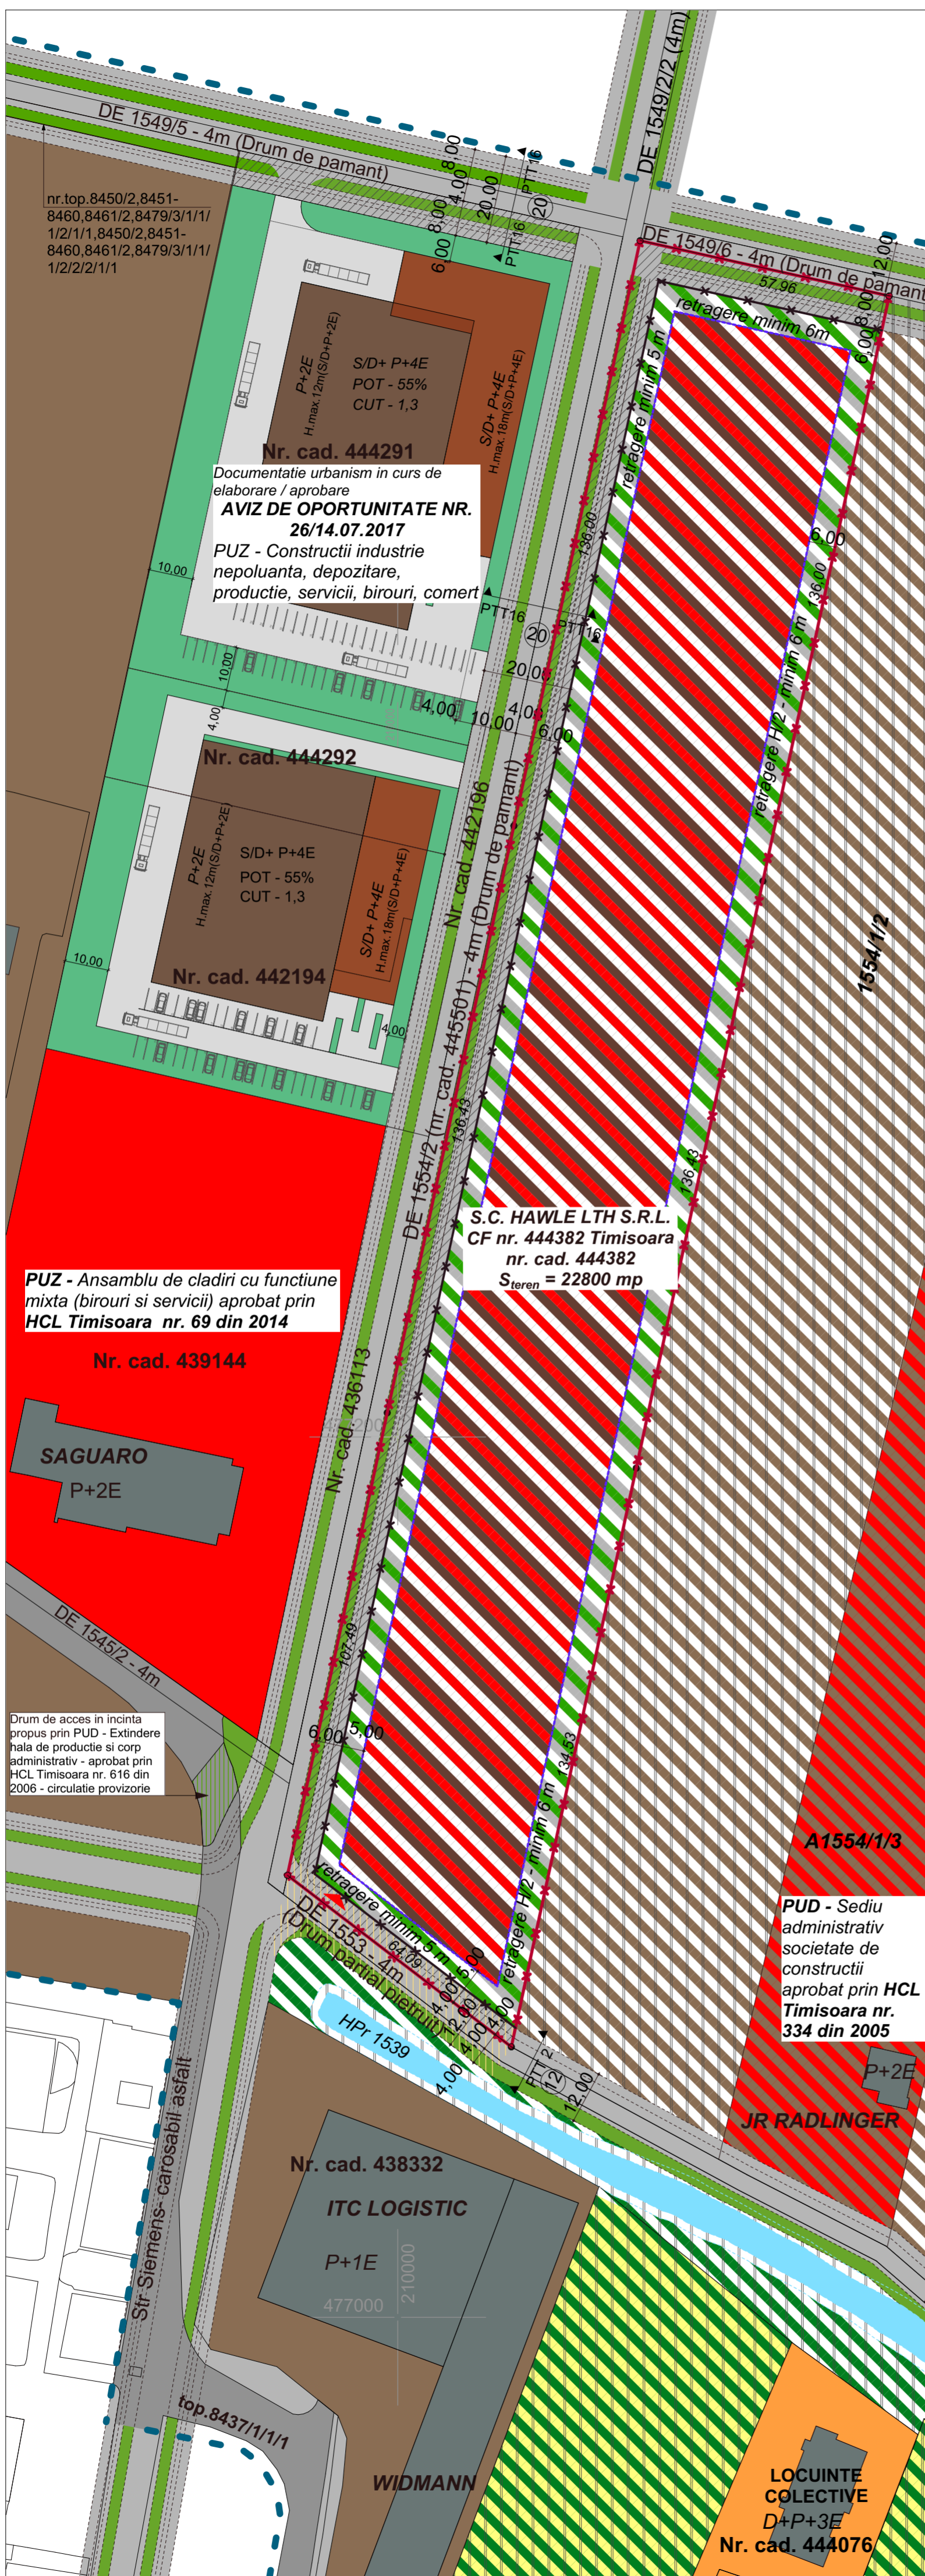 DE 1549/2/2 (4m)
DE 1549/5 - 4m (Drum de pamant)
8.00
4,00
20,00
8,00
6,00
PTT16
PTT16
20
nr.top.8450/2,8451-
8460,8461/2,8479/3/1/1/
1/2/1/1,8450/2,8451-
8460,8461/2,8479/3/1/1/
1/2/2/2/1/1
DE 1549/6 - 4m (Drum de pamant
12,00
57.96
8,00
6,00
retragere minim 6m
retragere minim 5 m
P+2E
H.max.12m(S/D+P+2E)
S/D+ P+4E
POT - 55%
CUT - 1,3
S/D+ P+4E
H.max.18m(S/D+P+4E)
Nr. cad. 444291
Documentatie urbanism in curs de
elaborare / aprobare
AVIZ DE OPORTUNITATE NR.
26/14.07.2017
PUZ - Constructii industrie
nepoluanta, depozitare,
productie, servicii, birouri, comert
136.00
6,00
136.00
10,00
PTT16
20
PTT16
10,00
20,00
4,00
4,00
10,00
4,00
6,00
retragere H/2 - minim 6 m
Nr. cad. 444292
P+2E
H.max.12m(S/D+P+2E)
S/D+ P+4E
POT - 55%
CUT - 1,3
S/D+ P+4E
H.max.18m(S/D+P+4E)
Nr. cad. 442196
DE 1554/2 (nr. cad. 445501) - 4m (Drum de pamant)
1554/1/2
10,00
Nr. cad. 442194
4,00
136.43
136.43
S.C. HAWLE LTH S.R.L.
CF nr. 444382 Timisoara
nr. cad. 444382
Steren = 22800 mp
PUZ - Ansamblu de cladiri cu functiune
mixta (birouri si servicii) aprobat prin
HCL Timisoara nr. 69 din 2014
Nr. cad. 439144
Nr. cad. 436113
SAGUARO
P+2E
DE 1545/2 - 4m
107.49
6,00
5,00
134.53
Drum de acces in incinta
propus prin PUD - Extindere
hala de productie si corp
administrativ - aprobat prin
HCL Timisoara nr. 616 din
2006 - circulatie provizorie
A1554/1/3
retragere minim 5 m
retragere H/2 - minim 6 m
64.09
DE 1553 - 4m
(Drum partial pietruit)
5,00
4,00
2,00
4,00
4,00
4,00
PTT 2
12
12,00
PUD - Sediu
administrativ
societate de
constructii
aprobat prin HCL
Timisoara nr.
334 din 2005
HPr 1539
P+2E
JR RADLINGER
Str Siemens- carosabil asfalt
Nr. cad. 438332
ITC LOGISTIC
P+1E
477000
210000
top.8437/1/1/1
WIDMANN
LOCUINTE
COLECTIVE
D+P+3E
Nr. cad. 444076